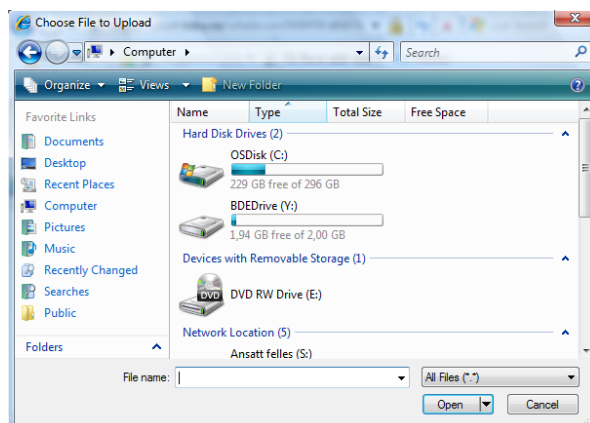 Choose File to Upload
Computer
Search
Organize Views New Folder
Favorite Links
Documents
Desktop
Recent Places
Computer
Pictures
Music
Recently Changed
Searches
Public
Folders
Name Type Total Size Free Space
Hard Disk Drives (2)
OSDisk (C:)
229 GB free of 296 GB
BDEDrive (Y:)
1,94 GB free of 2,00 GB
Devices with Removable Storage (1)
DVD
DVD RW Drive (E:)
Network Location (5)
Ansatt felles (S:)
File name: All Files (*.*)
Open Cancel